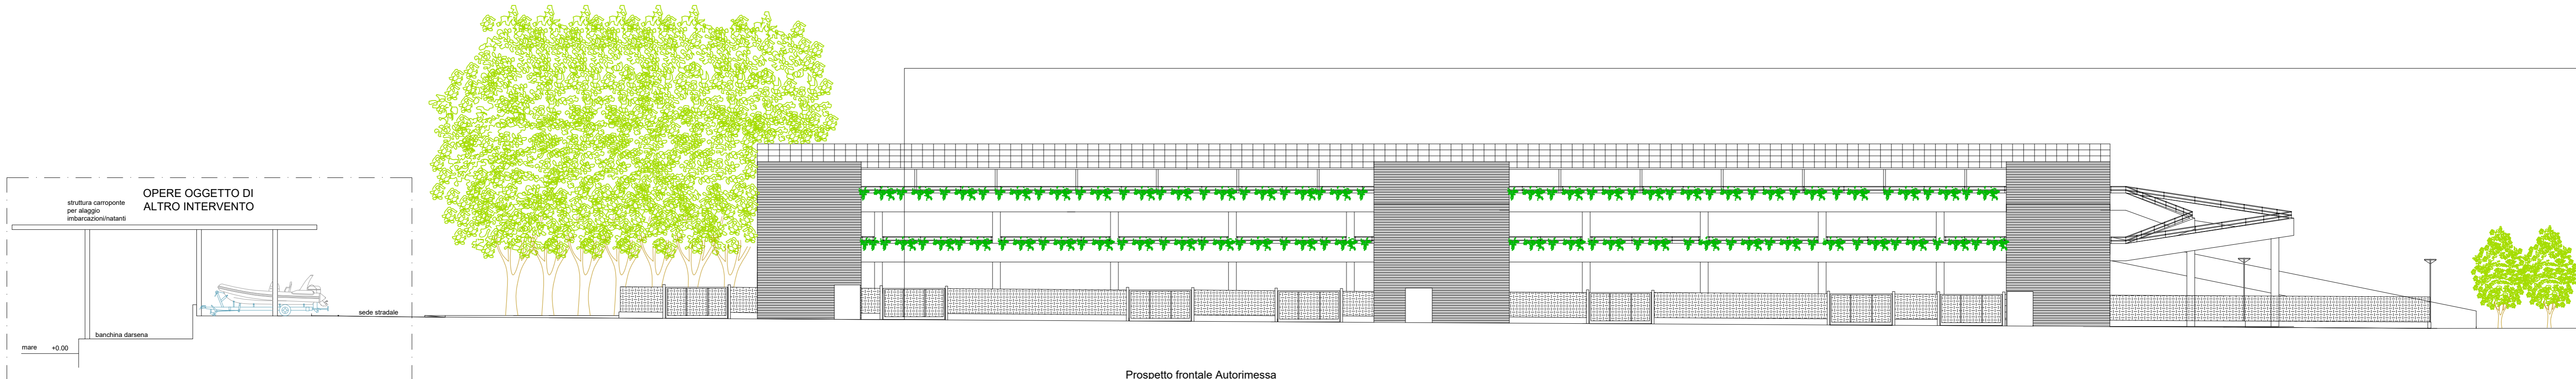 OPERE OGGETTO DI
ALTRO INTERVENTO
struttura carroponte
per alaggio
imbarcazioni/natanti
sede stradale
banchina darsena
mare +0.00
Prospetto frontale Autorimessa